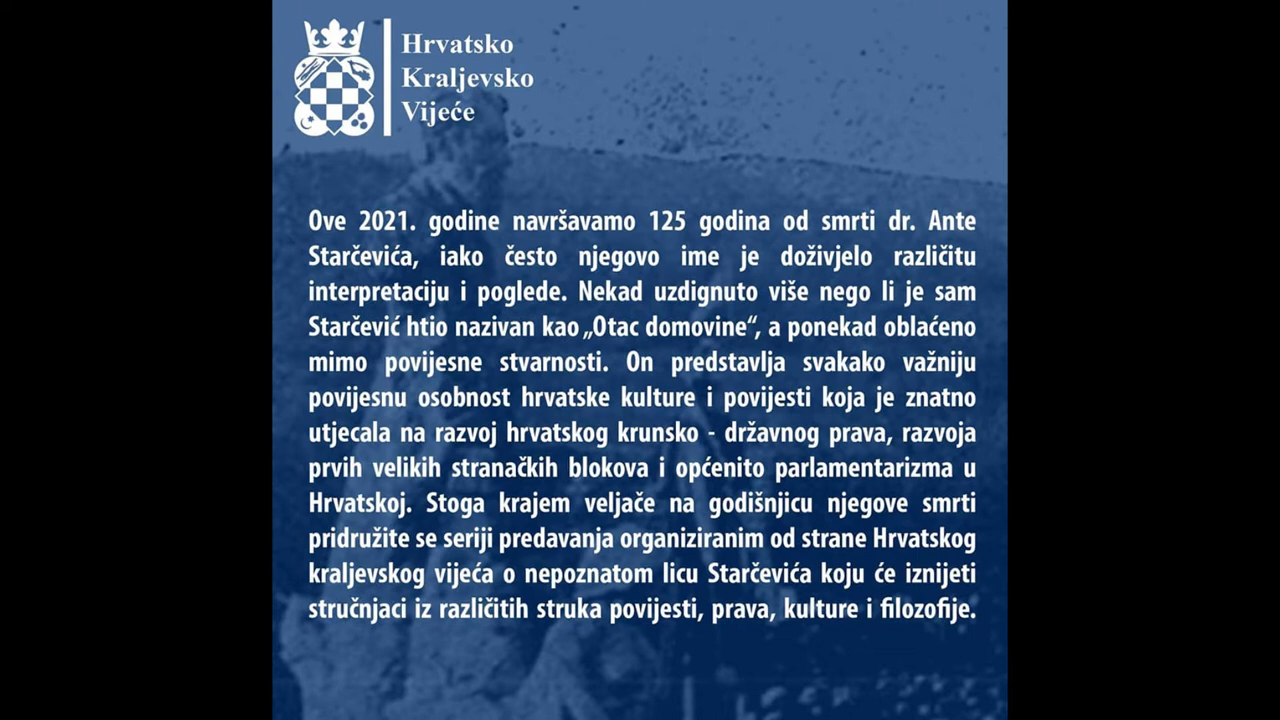 Hrvatsko
Kraljevsko
Vijeće
Ove 2021. godine navršavamo 125 godina od smrti dr. Ante
Starčevića, iako često njegovo ime je doživjelo različitu
interpretaciju i poglede. Nekad uzdignuto više nego li je sam
Starčević htio nazivan kao „Otac domovine“, a ponekad oblaćeno
mimo povijesne stvarnosti. On predstavlja svakako važniju
povijesnu osobnost hrvatske kulture i povijesti koja je znatno
utjecala na razvoj hrvatskog krunsko - državnog prava, razvoja
prvih velikih stranačkih blokova i općenito parlamentarizma u
Hrvatskoj. Stoga krajem veljače na godišnjicu njegove smrti
pridružite se seriji predavanja organiziranim od strane Hrvatskog
kraljevskog vijeća o nepoznatom licu Starčevića koju će iznijeti
stručnjaci iz različitih struka povijesti, prava, kulture i filozofije.